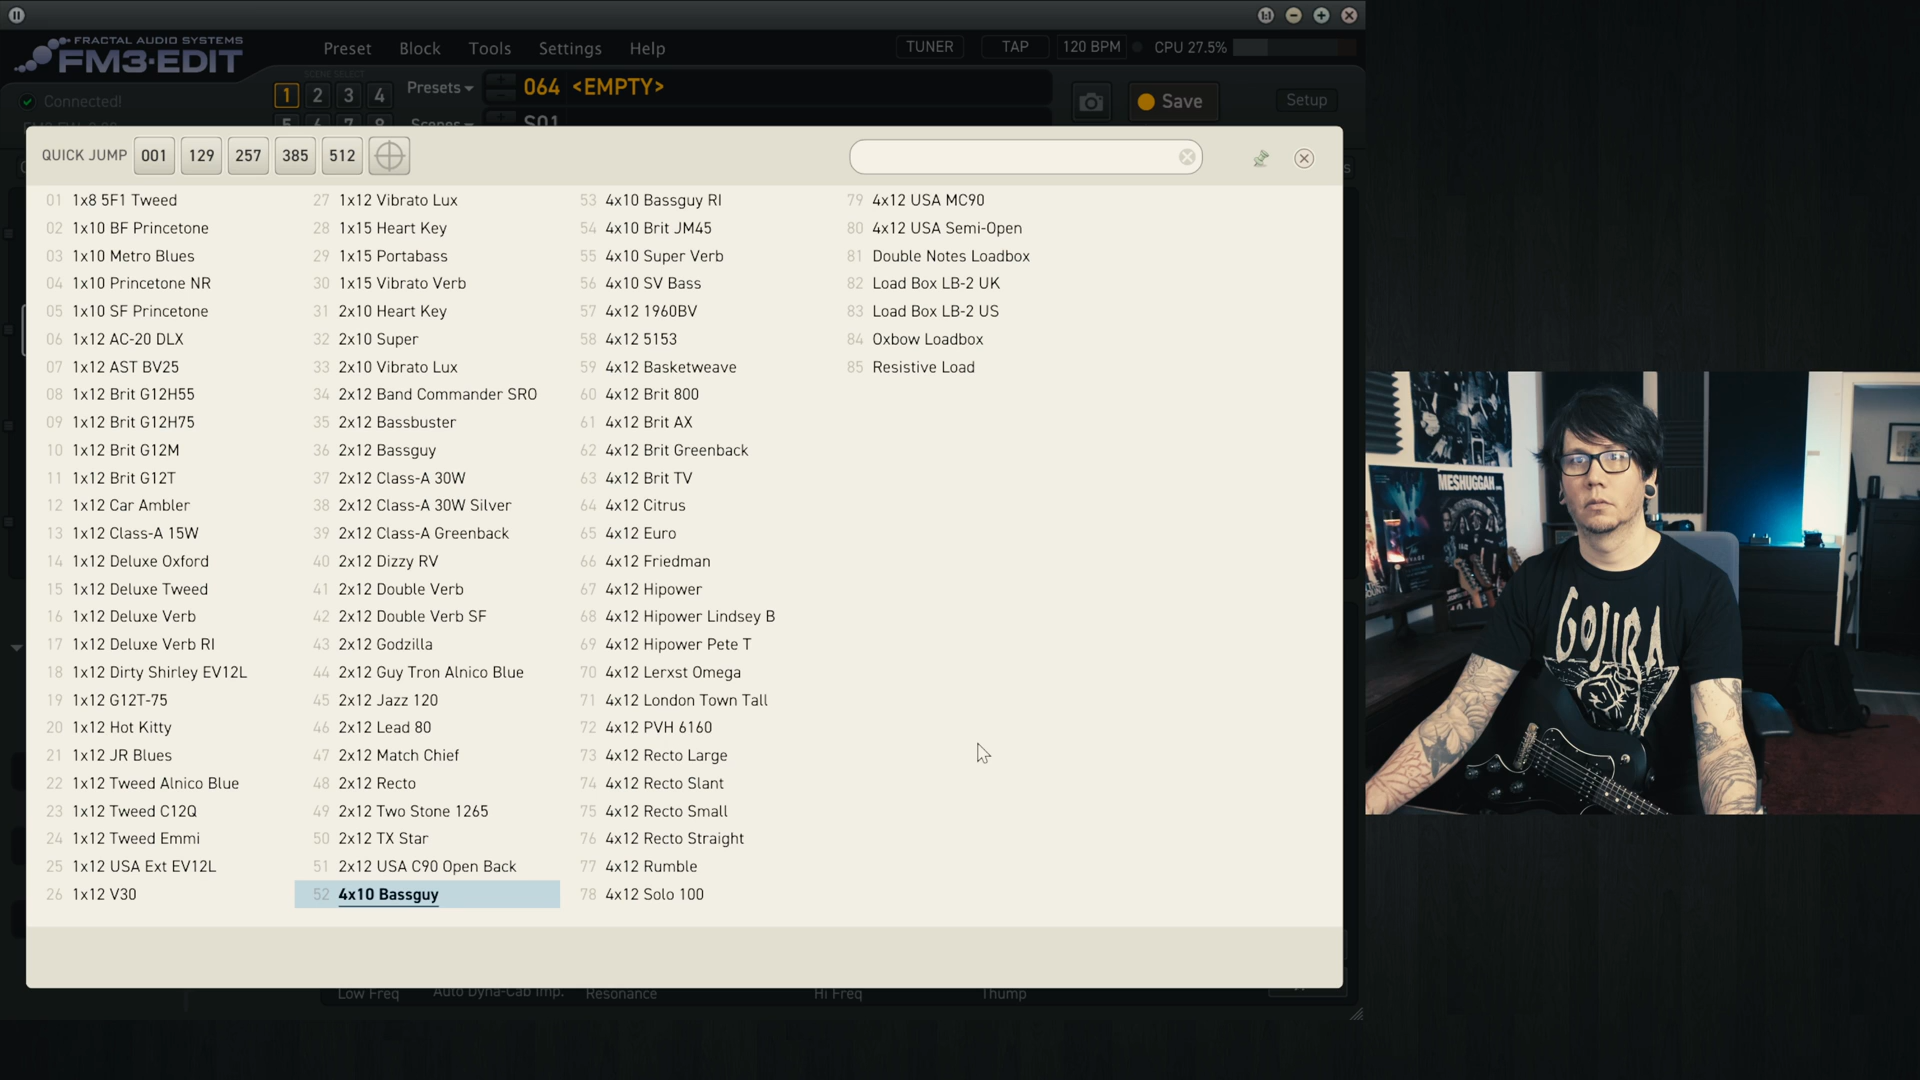 FRACTAL AUDIO SYSTEMS
FM3-EDIT
Preset
Block
Tools
Settings
Help
TUNER
TAP
120 BPM
CPU 27.5%
Connected!
SCENE SELECT
1 2 3 4
Presets
064 <EMPTY>
Save
Setup
QUICK JUMP 001 129 257 385 512
01 1x8 5F1 Tweed
02 1x10 BF Princetone
03 1x10 Metro Blues
04 1x10 Princetone NR
05 1x10 SF Princetone
06 1x12 AC-20 DLX
07 1x12 AST BV25
08 1x12 Brit G12H55
09 1x12 Brit G12H75
10 1x12 Brit G12M
11 1x12 Brit G12T
12 1x12 Car Ambler
13 1x12 Class-A 15W
14 1x12 Deluxe Oxford
15 1x12 Deluxe Tweed
16 1x12 Deluxe Verb
17 1x12 Deluxe Verb RI
18 1x12 Dirty Shirley EV12L
19 1x12 G12T-75
20 1x12 Hot Kitty
21 1x12 JR Blues
22 1x12 Tweed Alnico Blue
23 1x12 Tweed C12Q
24 1x12 Tweed Emmi
25 1x12 USA Ext EV12L
26 1x12 V30
27 1x12 Vibrato Lux
28 1x15 Heart Key
29 1x15 Portabass
30 1x15 Vibrato Verb
31 2x10 Heart Key
32 2x10 Super
33 2x10 Vibrato Lux
34 2x12 Band Commander SRO
35 2x12 Bassbuster
36 2x12 Bassguy
37 2x12 Class-A 30W
38 2x12 Class-A 30W Silver
39 2x12 Class-A Greenback
40 2x12 Dizzy RV
41 2x12 Double Verb
42 2x12 Double Verb SF
43 2x12 Godzilla
44 2x12 Guy Tron Alnico Blue
45 2x12 Jazz 120
46 2x12 Lead 80
47 2x12 Match Chief
48 2x12 Recto
49 2x12 Two Stone 1265
50 2x12 TX Star
51 2x12 USA C90 Open Back
52 4x10 Bassguy
53 4x10 Bassguy RI
54 4x10 Brit JM45
55 4x10 Super Verb
56 4x10 SV Bass
57 4x12 1960BV
58 4x12 5153
59 4x12 Basketweave
60 4x12 Brit 800
61 4x12 Brit AX
62 4x12 Brit Greenback
63 4x12 Brit TV
64 4x12 Citrus
65 4x12 Euro
66 4x12 Friedman
67 4x12 Hipower
68 4x12 Hipower Lindsey B
69 4x12 Hipower Pete T
70 4x12 Lerxst Omega
71 4x12 London Town Tall
72 4x12 PVH 6160
73 4x12 Recto Large
74 4x12 Recto Slant
75 4x12 Recto Small
76 4x12 Recto Straight
77 4x12 Rumble
78 4x12 Solo 100
79 4x12 USA MC90
80 4x12 USA Semi-Open
81 Double Notes Loadbox
82 Load Box LB-2 UK
83 Load Box LB-2 US
84 Oxbow Loadbox
85 Resistive Load
Low Freq
Auto Dyna-Cab Imp.
Resonance
Hi Freq
Thump
MESHUGGAH
GOJIRA